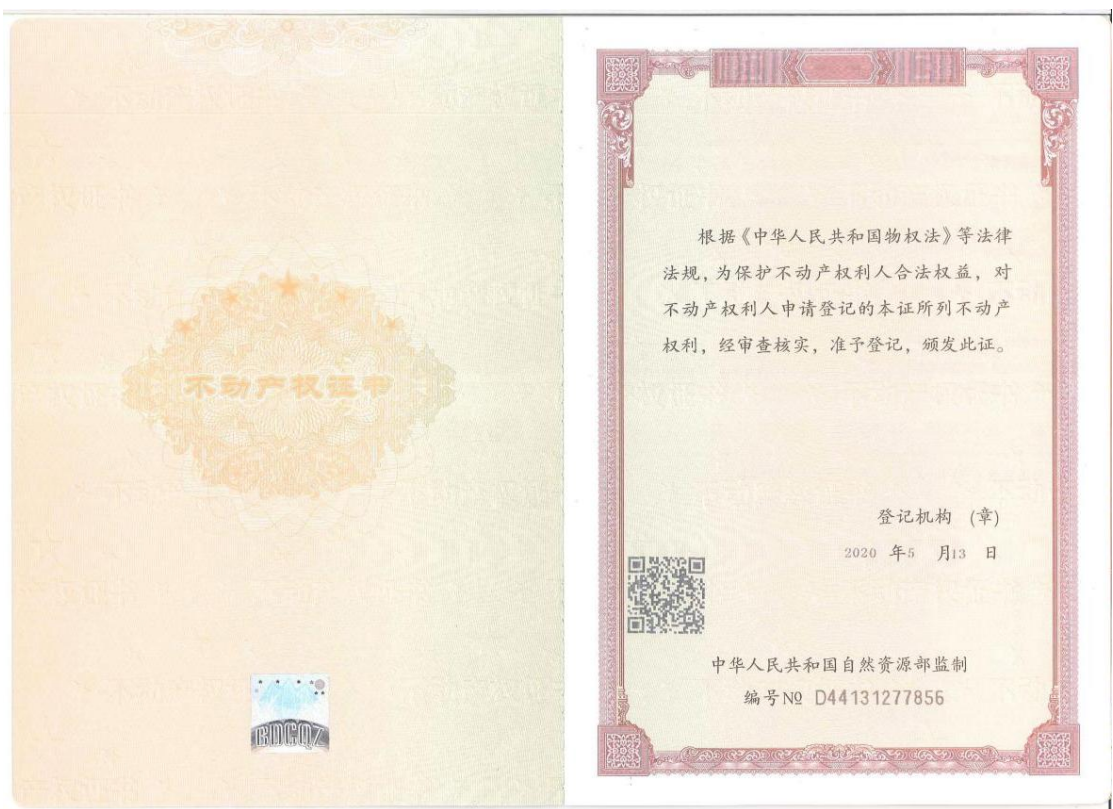 不动产权证书
BDCQZ
根据《中华人民共和国物权法》等法律
法规，为保护不动产权利人合法权益，对
不动产权利人申请登记的本证所列不动产
权利，经审查核实，准予登记，颁发此证。
登记机构 (章)
2020 年5 月13 日
中华人民共和国自然资源部监制
编号№ D44131277856